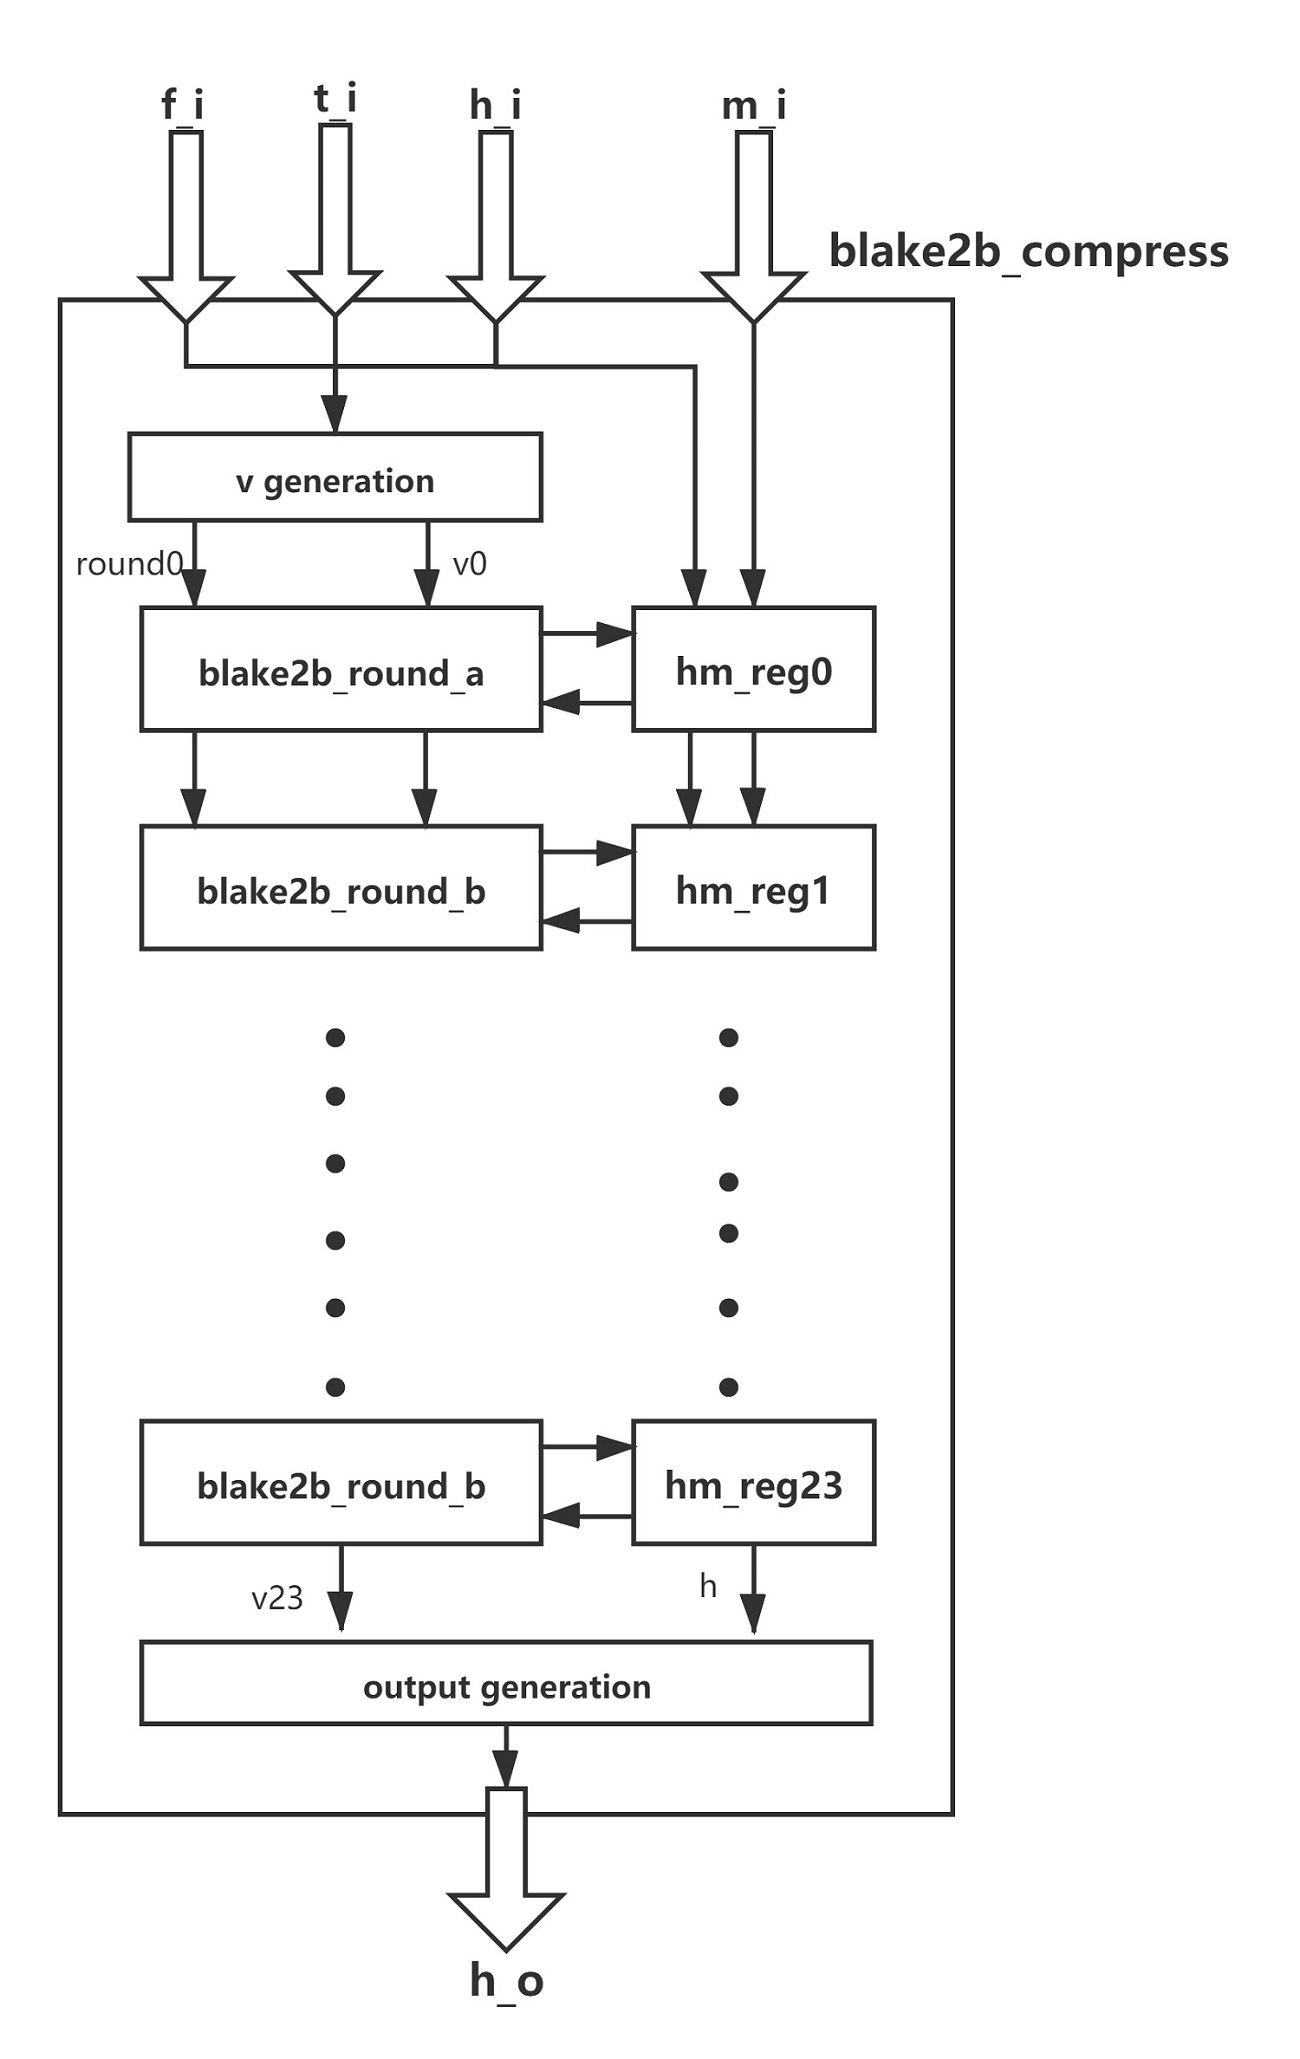 f_i
t_i
h_i
m_i
blake2b_compress
v generation
round0
v0
blake2b_round_a
hm_reg0
blake2b_round_b
hm_reg1
blake2b_round_b
hm_reg23
v23
h
output generation
h_o